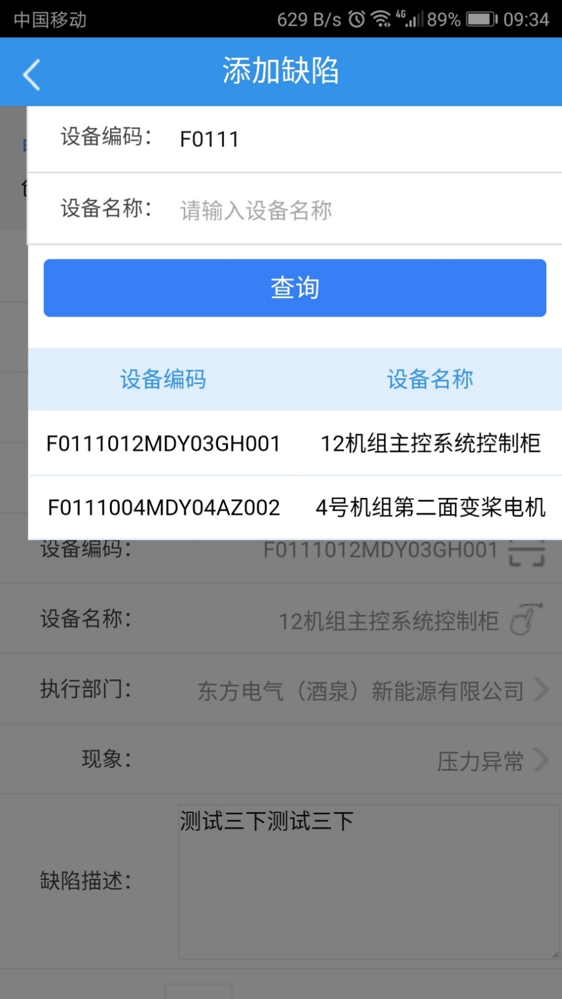 中国移动 629 B/s 4G 89% 09:34
添加缺陷
设备编码： F0111
设备名称： 请输入设备名称
查询
设备编码 设备名称
F0111012MDY03GH001 12机组主控系统控制柜
F0111004MDY04AZ002 4号机组第二面变桨电机
设备编码： F0111012MDY03GH001
设备名称： 12机组主控系统控制柜
执行部门： 东方电气（酒泉）新能源有限公司
现象： 压力异常
测试三下测试三下
缺陷描述：